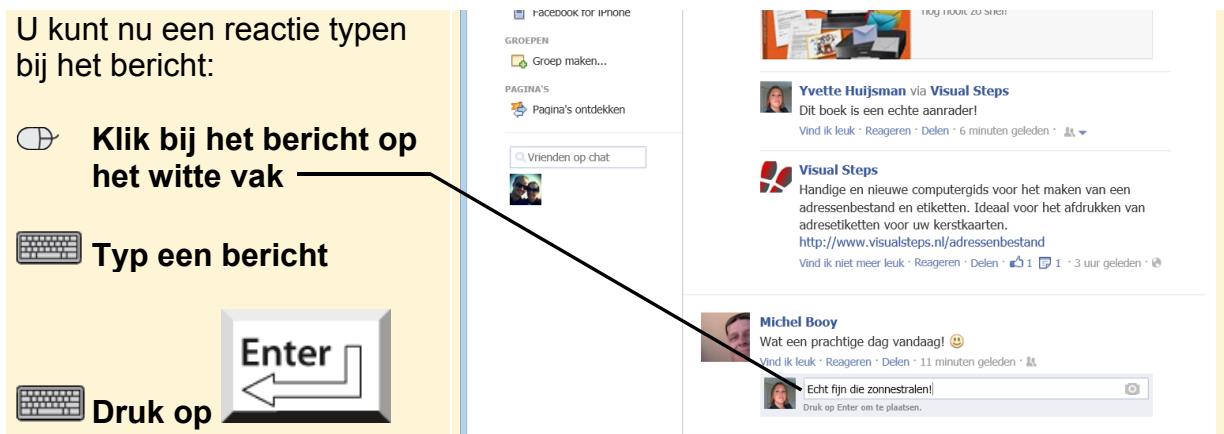 U kunt nu een reactie typen
bij het bericht:
Klik bij het bericht op
het witte vak
Typ een bericht
Enter
Druk op
Facebook for iPhone
GROEPEN
Groep maken...
PAGINA'S
Pagina's ontdekken
Vrienden op chat
nog nooit zo snel!
Yvette Huijsman via Visual Steps
Dit boek is een echte aanrader!
Vind ik leuk · Reageren · Delen · 6 minuten geleden ·
Visual Steps
Handige en nieuwe computergids voor het maken van een
adressenbestand en etiketten. Ideaal voor het afdrukken van
adresetiketten voor uw kerstkaarten.
http://www.visualsteps.nl/adressenbestand
Vind ik niet meer leuk · Reageren · Delen · 1 1 · 3 uur geleden ·
Michel Booy
Wat een prachtige dag vandaag!
Vind ik leuk · Reageren · Delen · 11 minuten geleden ·
Echt fijn die zonnestralen!
Druk op Enter om te plaatsen.